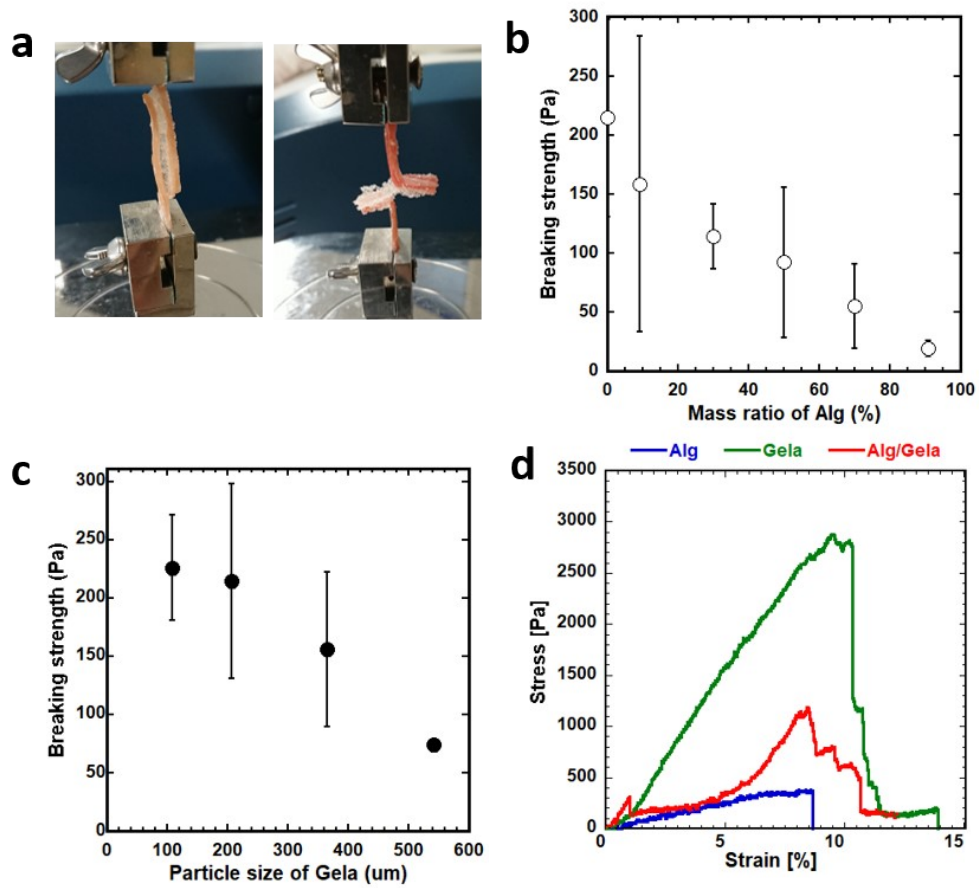 a
b
300
250
200
150
100
50
0
Breaking strength (Pa)
0 20 40 60 80 100
Mass ratio of Alg (%)
c
300
250
200
150
100
50
0
Breaking strength (Pa)
0 100 200 300 400 500 600
Particle size of Gela (um)
d
Alg Gela Alg/Gela
3500
3000
2500
2000
1500
1000
500
0
Stress [Pa]
0 5 10 15
Strain [%]